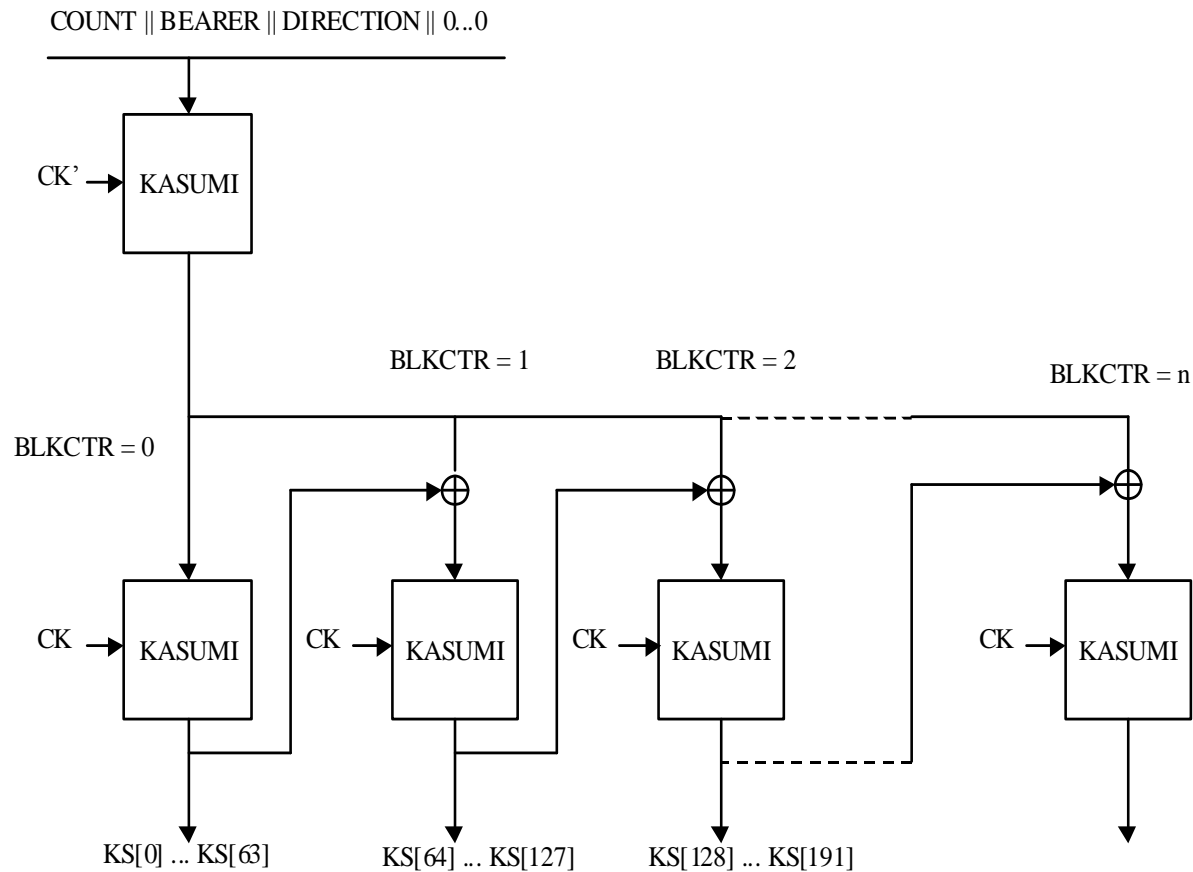 COUNT || BEARER || DIRECTION || 0...0
CK’
KASUMI
BLKCTR = 1
BLKCTR = 2
BLKCTR = n
BLKCTR = 0
CK
KASUMI
CK
KASUMI
CK
KASUMI
CK
KASUMI
KS[0] ... KS[63]
KS[64] ... KS[127]
KS[128] ... KS[191]